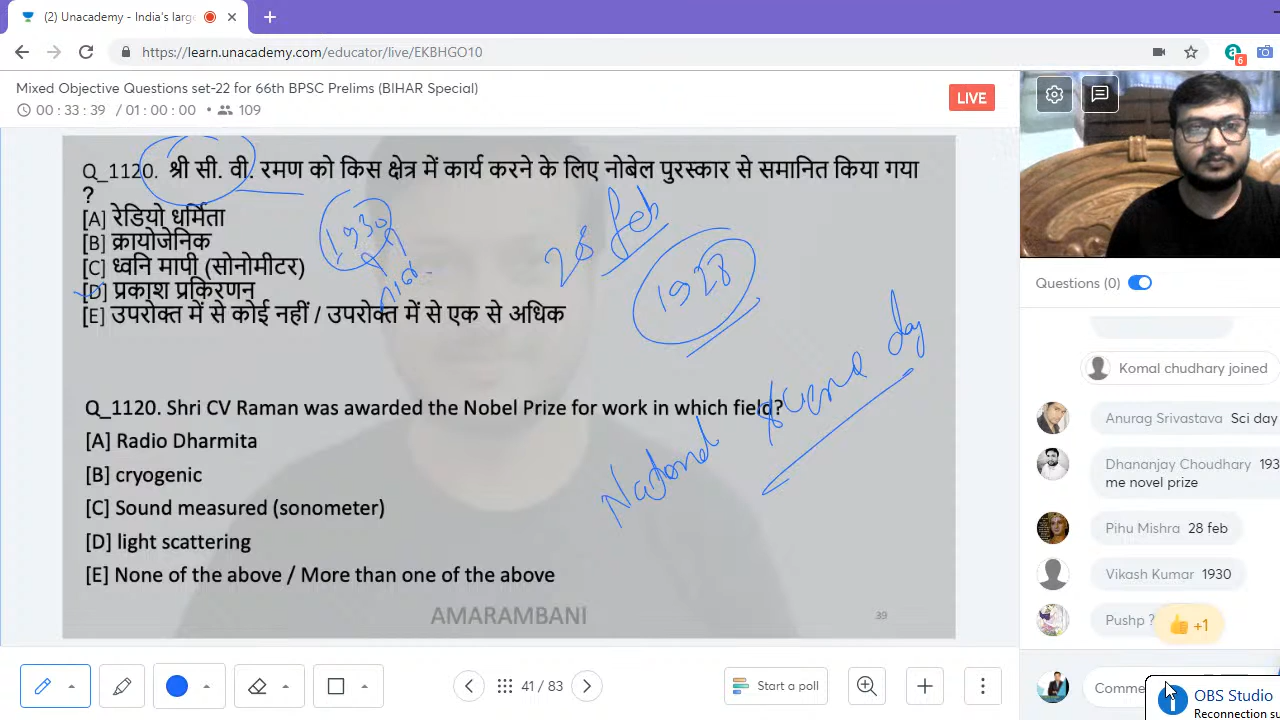 (2) Unacademy - India's larg
https://learn.unacademy.com/educator/live/EKBHGO10
6
Mixed Objective Questions set-22 for 66th BPSC Prelims (BIHAR Special)
00 : 33 : 39 / 01 : 00 : 00 • 109
LIVE
Q_1120. श्री सी. वी. रमण को किस क्षेत्र में कार्य करने के लिए नोबेल पुरस्कार से समानित किया गया
?
[A] रेडियो धर्मिता
[B] क्रायोजेनिक
[C] ध्वनि मापी (सोनोमीटर)
[D] प्रकाश प्रकिरणन
[E] उपरोक्त में से कोई नहीं / उपरोक्त में से एक से अधिक
1930
28 feb
1928
National Science day
Q_1120. Shri CV Raman was awarded the Nobel Prize for work in which field?
[A] Radio Dharmita
[B] cryogenic
[C] Sound measured (sonometer)
[D] light scattering
[E] None of the above / More than one of the above
AMARAMBANI
39
Questions (0)
Komal chudhary joined
Anurag Srivastava Sci day
Dhananjay Choudhary 193
me novel prize
Pihu Mishra 28 feb
Vikash Kumar 1930
Pushp ?
+1
41 / 83
Start a poll
Comme
OBS Studio
Reconnection su